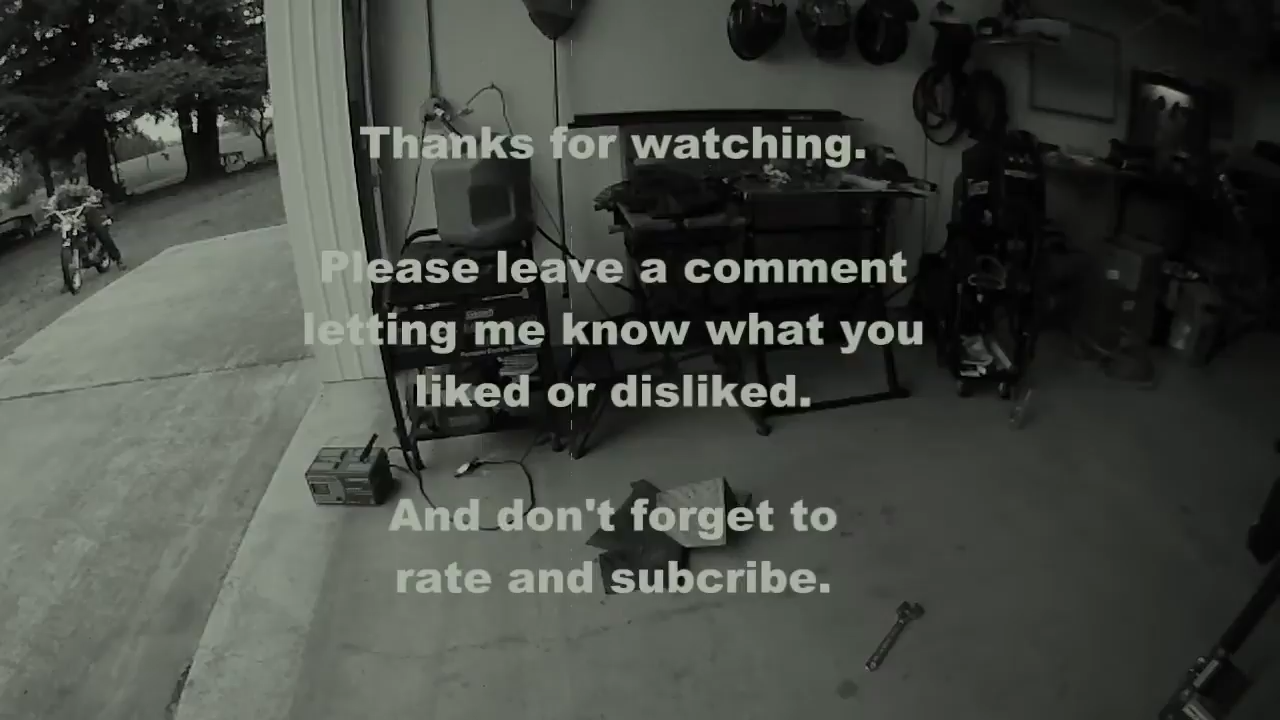 Thanks for watching.
Please leave a comment
letting me know what you
liked or disliked.
And don't forget to
rate and subcribe.